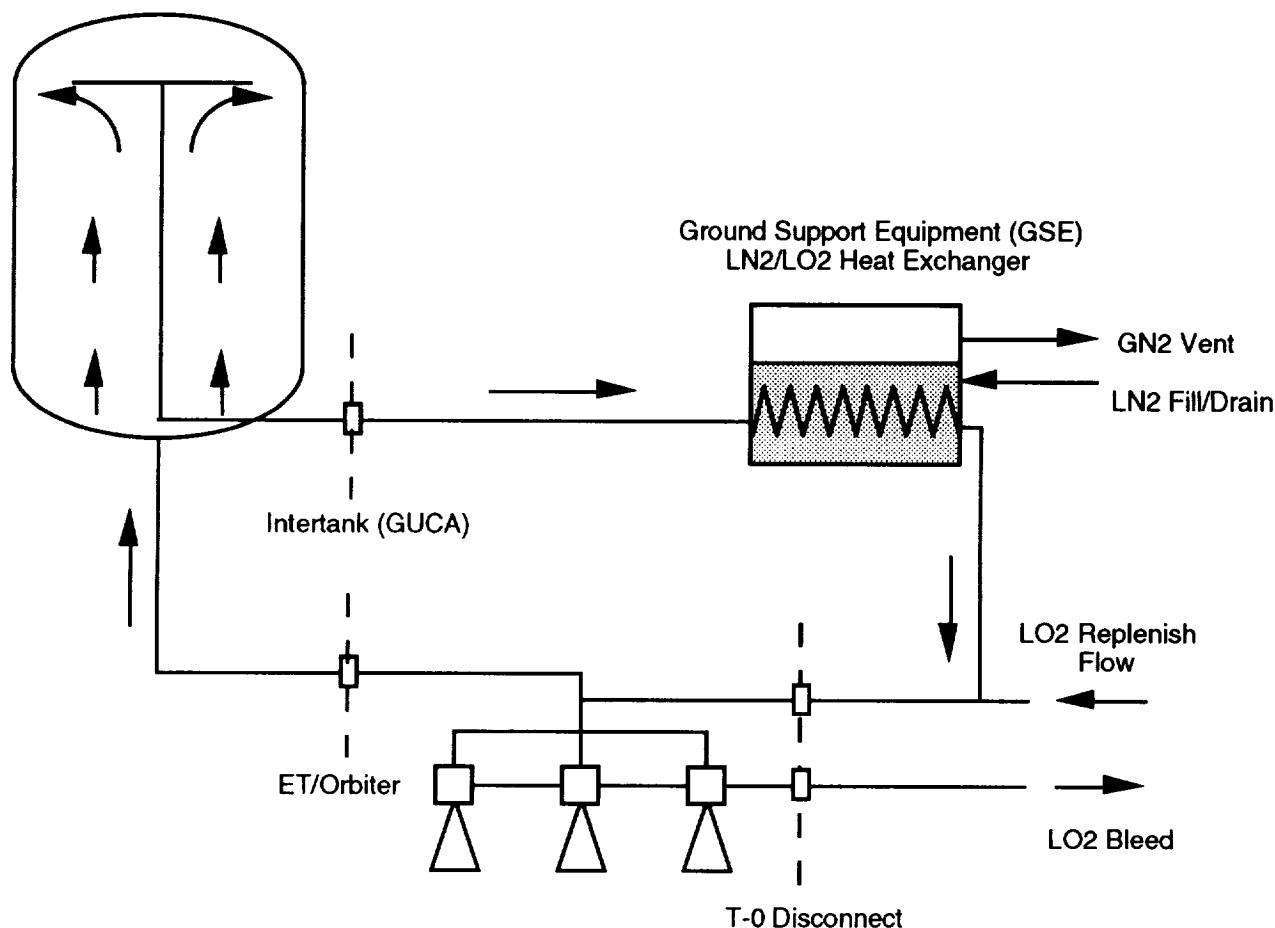 Ground Support Equipment (GSE)
LN2/LO2 Heat Exchanger
GN2 Vent
LN2 Fill/Drain
Intertank (GUCA)
LO2 Replenish
Flow
ET/Orbiter
LO2 Bleed
T-0 Disconnect